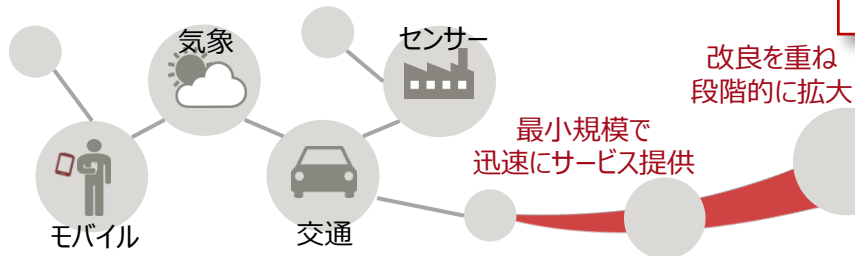 気象
センサー
改良を重ね
段階的に拡大
最小規模で
迅速にサービス提供
モバイル
交通